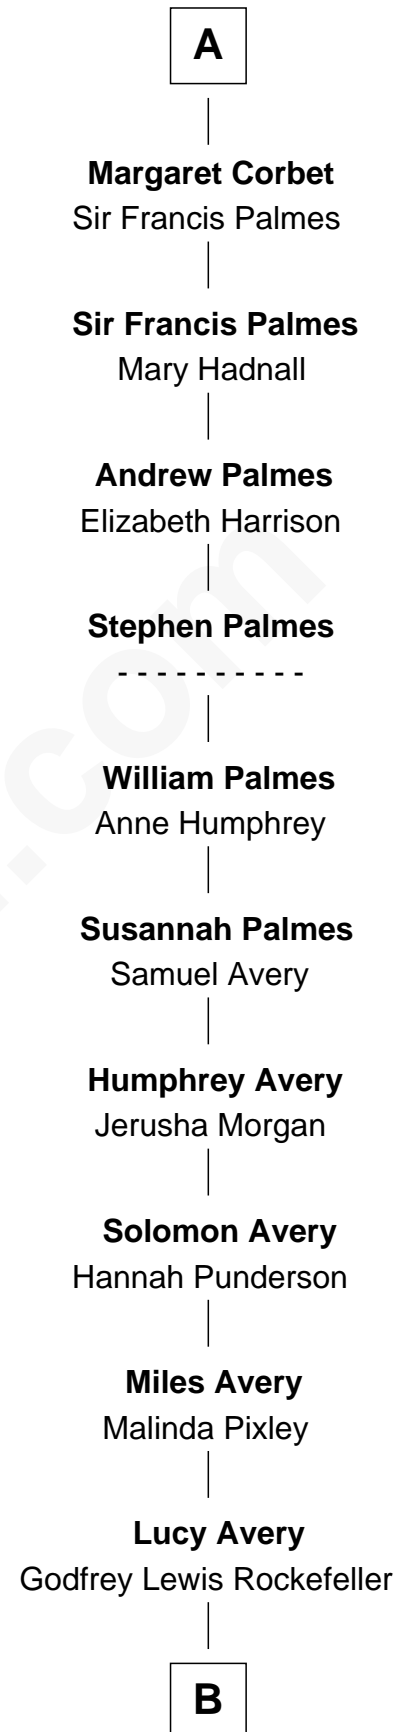 A
Margaret Corbet
Sir Francis Palmes
Sir Francis Palmes
Mary Hadnall
Andrew Palmes
Elizabeth Harrison
Stephen Palmes
- - - - - - - - - -
William Palmes
Anne Humphrey
Susannah Palmes
Samuel Avery
Humphrey Avery
Jerusha Morgan
Solomon Avery
Hannah Punderson
Miles Avery
Malinda Pixley
Lucy Avery
Godfrey Lewis Rockefeller
B